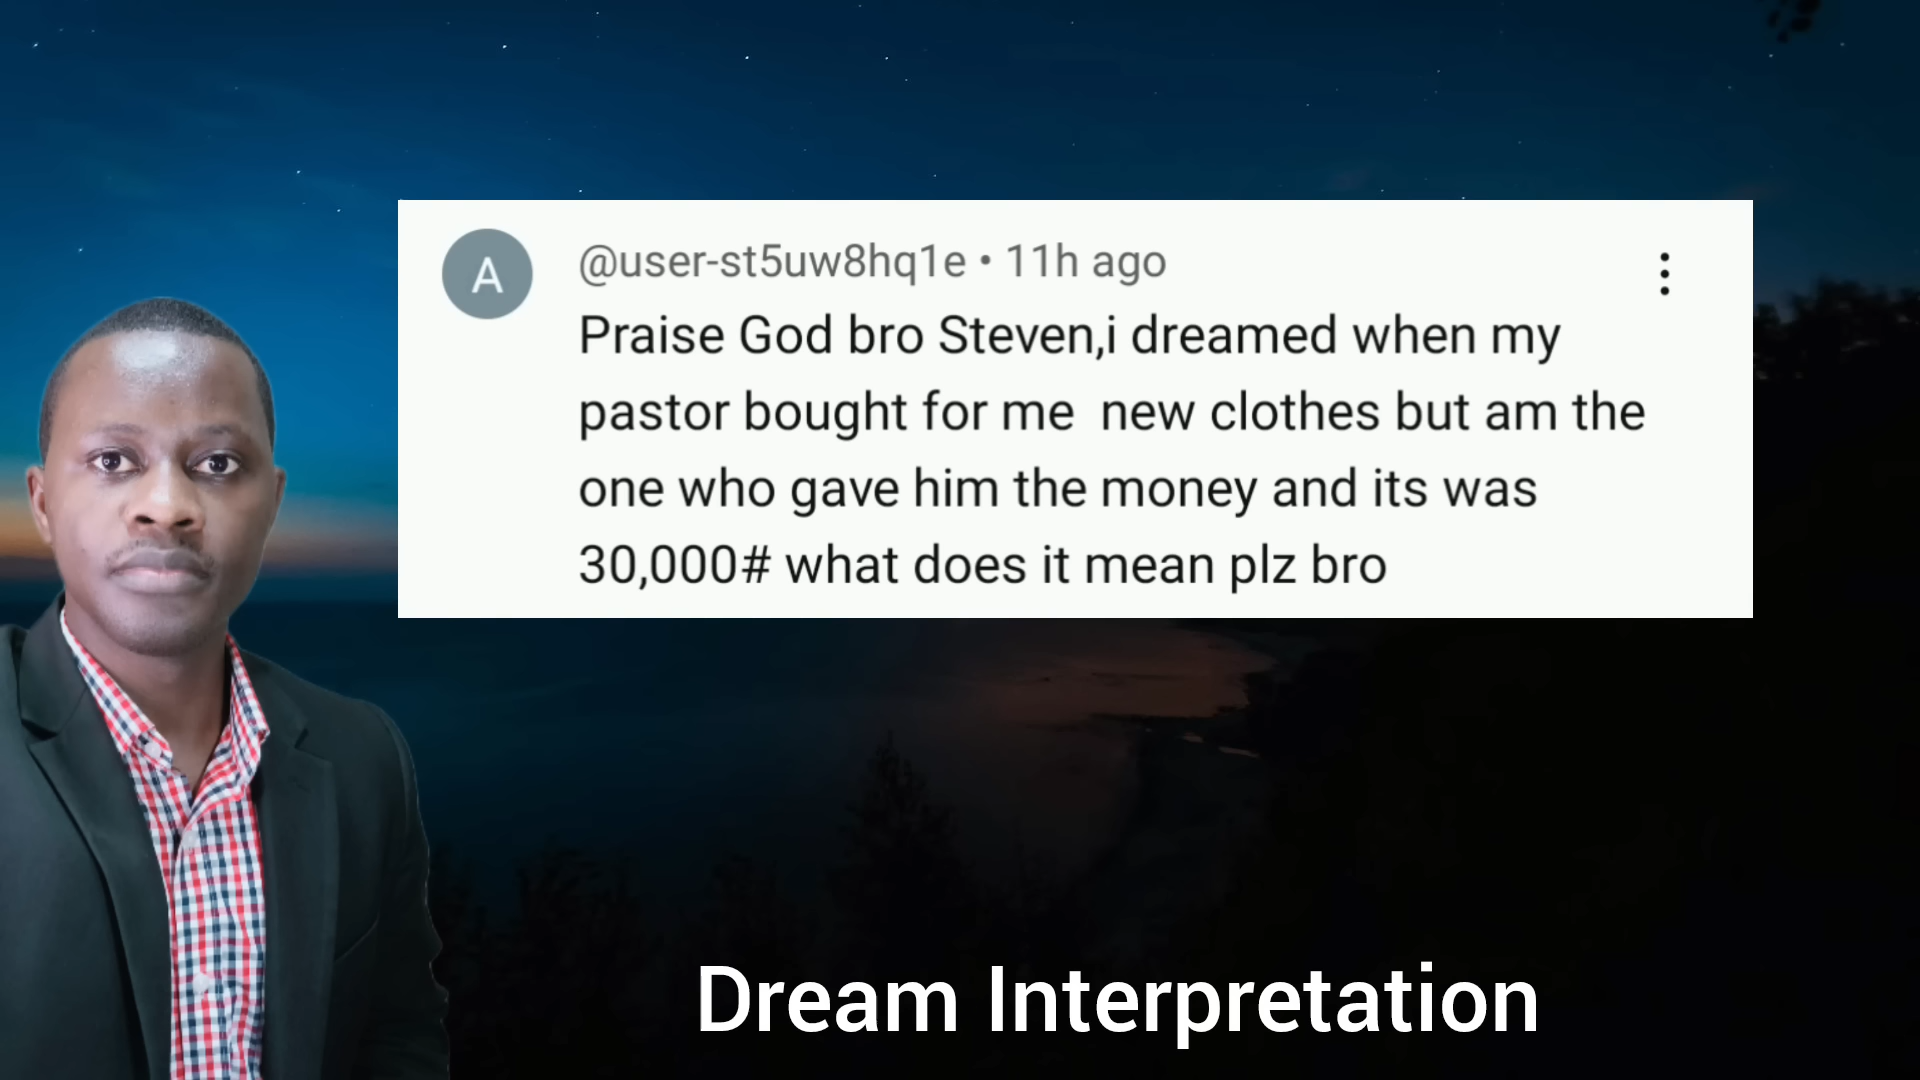 A
@user-st5uw8hq1e • 11h ago
Praise God bro Steven,i dreamed when my
pastor bought for me  new clothes but am the
one who gave him the money and its was
30,000# what does it mean plz bro
Dream Interpretation